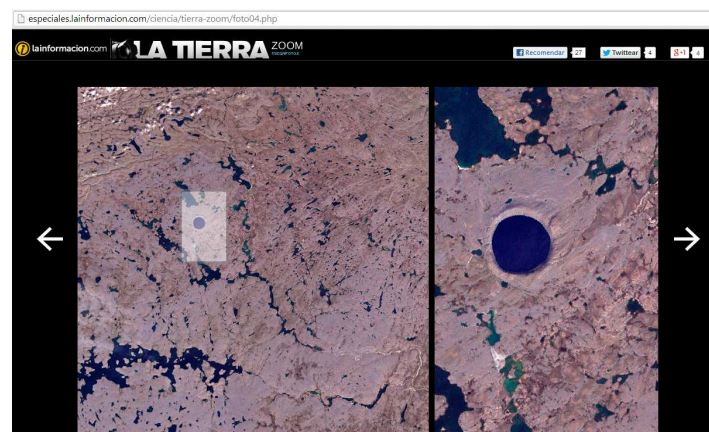 especiales.lainformacion.com/ciencia/tierra-zoom/foto04.php
lainformacion.com LA TIERRA ZOOM
Recomendar 27 Twittear 4 g+1 4